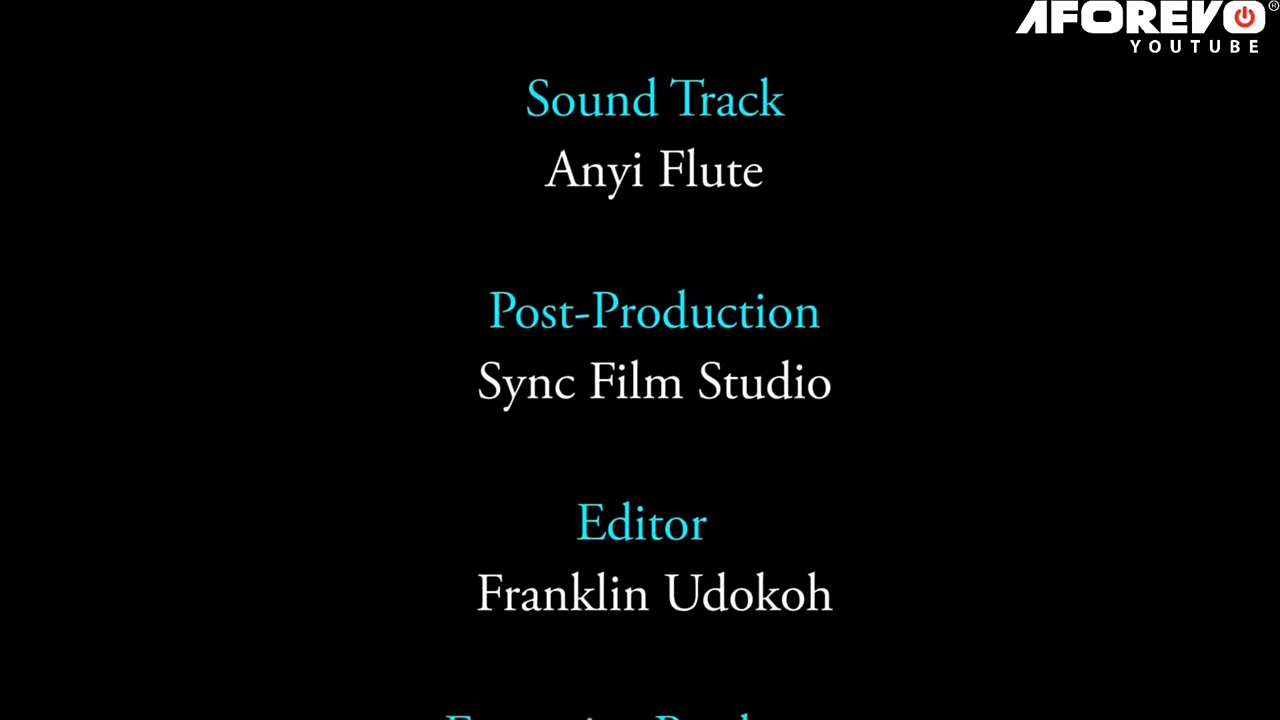 AFOREVO
YOUTUBE
Sound Track
Anyi Flute
Post-Production
Sync Film Studio
Editor
Franklin Udokoh